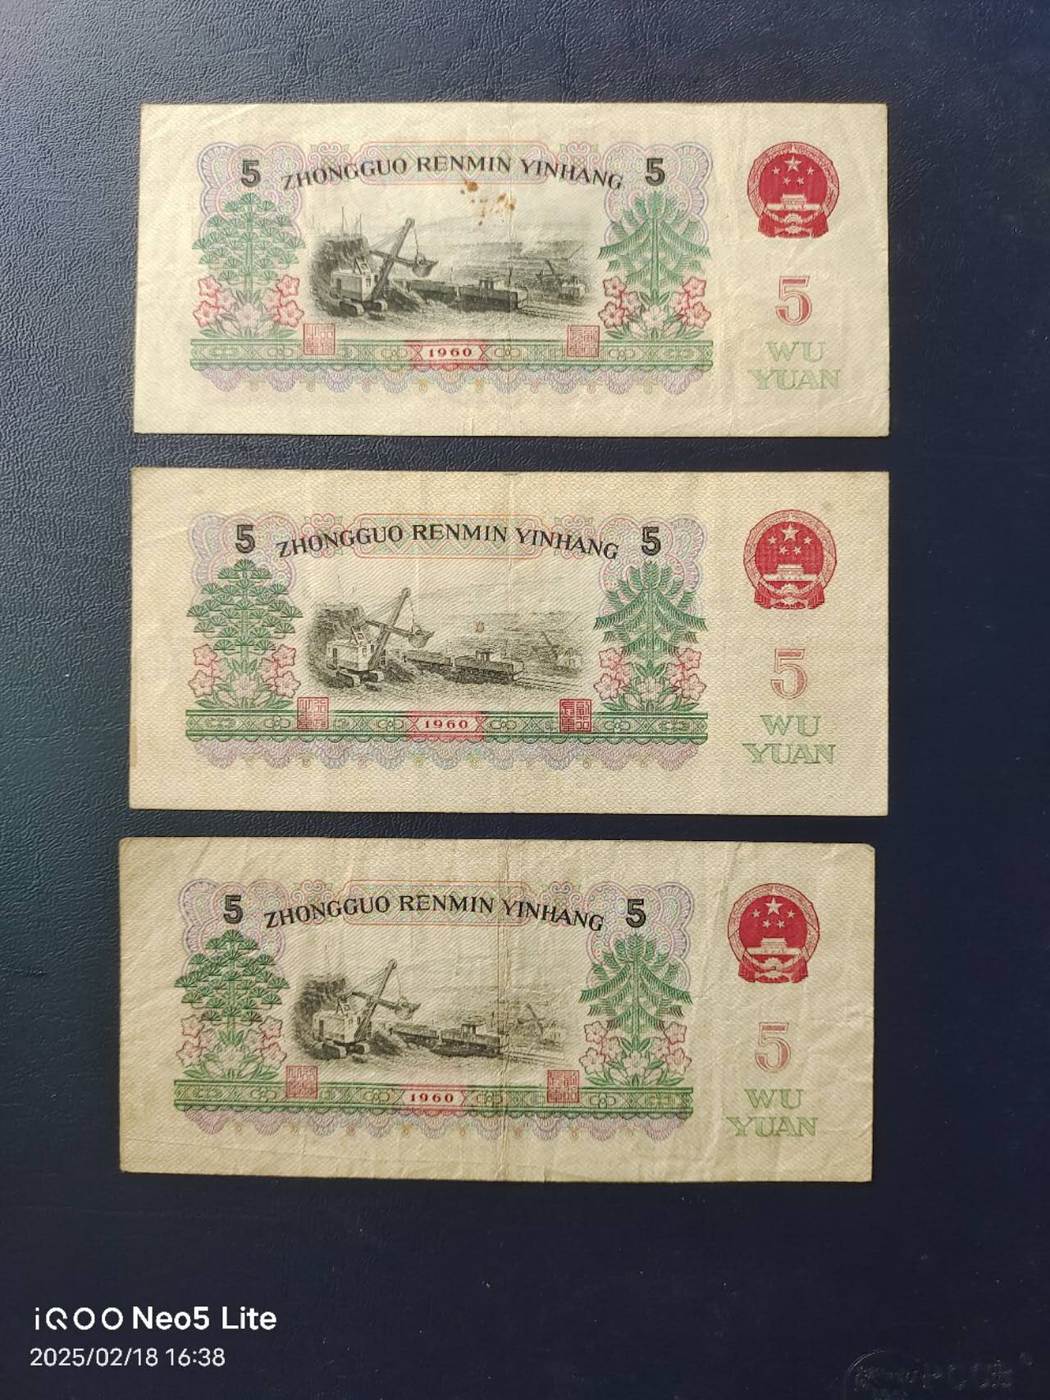 5 ZHONGGUO RENMIN YINHANG 5
5
1960
WU
YUAN
5 ZHONGGUO RENMIN YINHANG 5
5
1960
WU
YUAN
5 ZHONGGUO RENMIN YINHANG 5
5
1960
WU
YUAN
iQOO Neo5 Lite
2025/02/18 16:38